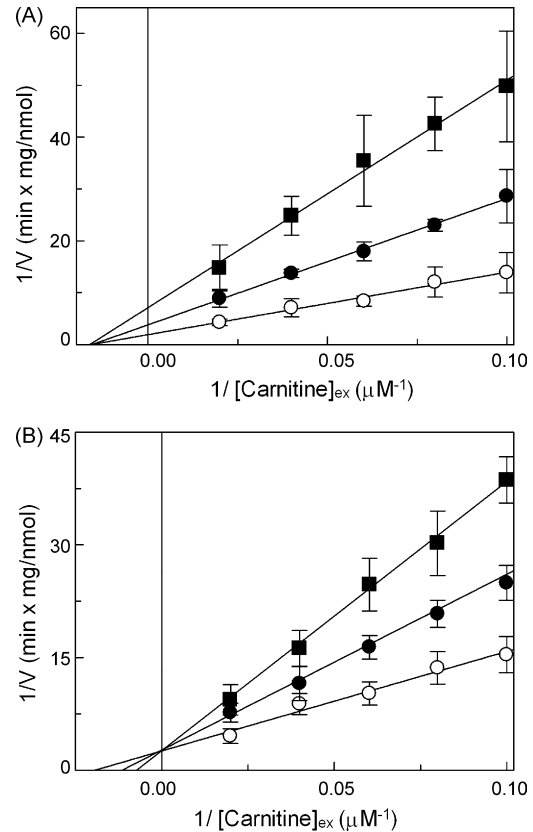 (A)
60
40
20
0
1/V (min x mg/nmol)
0.00 0.05 0.10
1/ [Carnitine]ex (μM-1)
(B)
45
30
15
0
1/V (min x mg/nmol)
0.00 0.05 0.10
1/ [Carnitine]ex (μM-1)